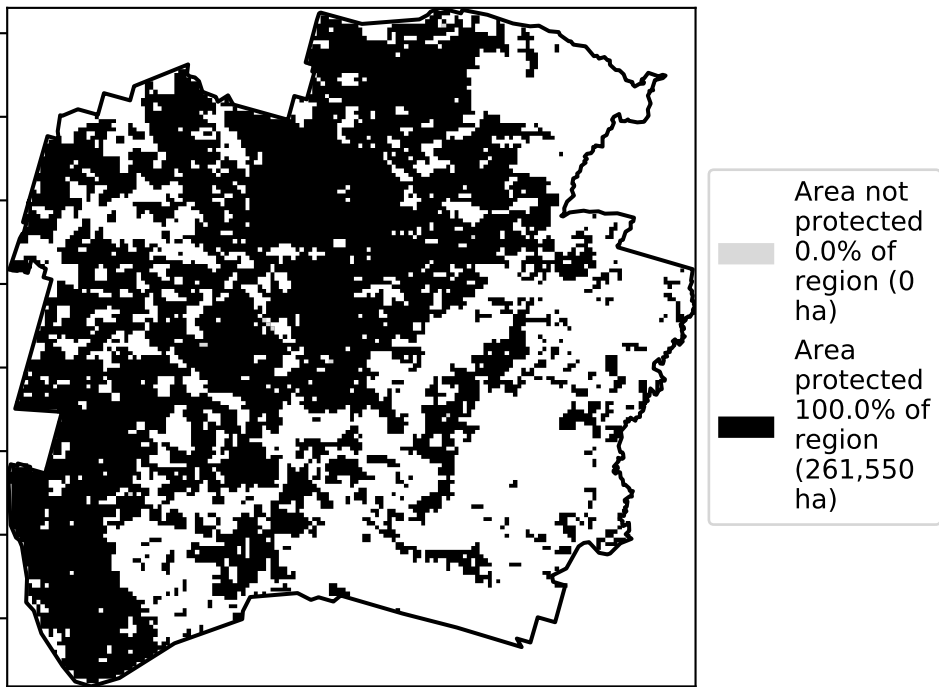 Area not
protected
0.0% of
region (0
ha)
Area
protected
100.0% of
region
(261,550
ha)